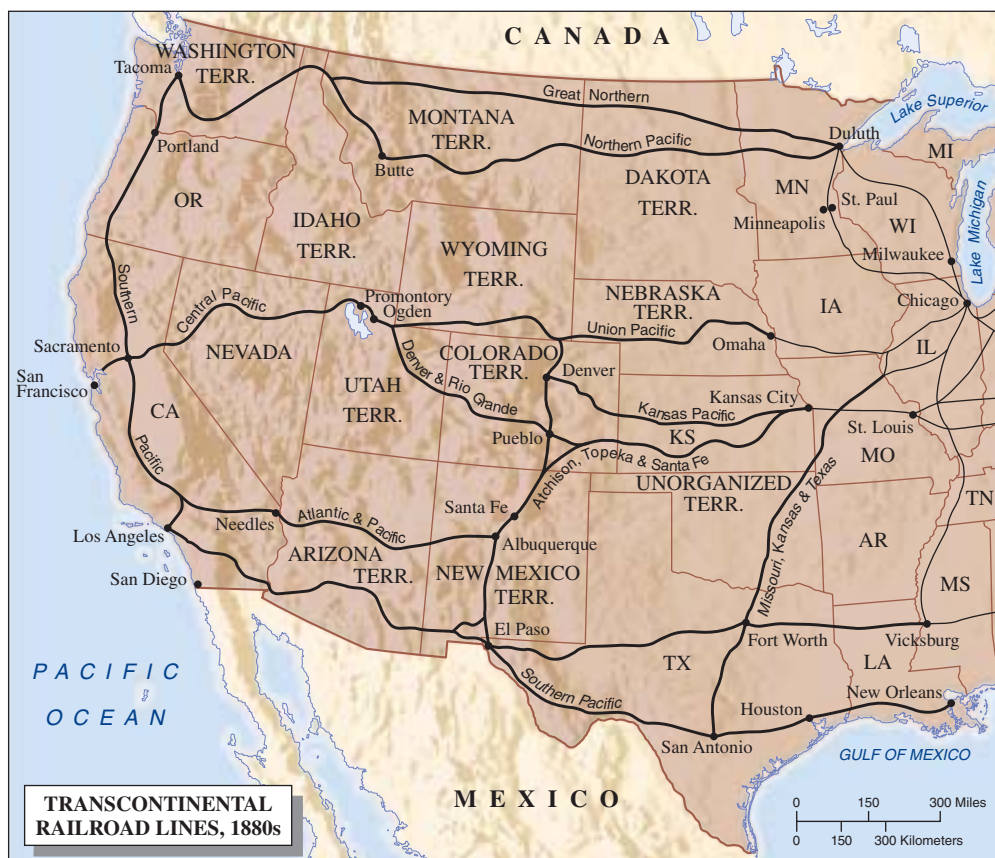 CANADA
WASHINGTON
TERR.
Tacoma
Great Northern
Lake Superior
MONTANA
TERR.
Duluth
Portland
Northern Pacific
MI
Butte
DAKOTA
TERR.
MN
St. Paul
OR
Minneapolis
WI
Lake Michigan
IDAHO
TERR.
WYOMING
TERR.
Milwaukee
Southern
Central Pacific
Promontory
Ogden
NEBRASKA
TERR.
IA
Chicago
Union Pacific
Omaha
Sacramento
NEVADA
COLORADO
TERR.
IL
San
Francisco
UTAH
TERR.
Denver & Rio Grande
Denver
Kansas City
CA
Kansas Pacific
Pueblo
KS
St. Louis
Pacific
Atchison, Topeka & Santa Fe
MO
UNORGANIZED
TERR.
Santa Fe
TN
Needles
Atlantic & Pacific
Missouri, Kansas & Texas
Los Angeles
Albuquerque
AR
ARIZONA
TERR.
San Diego
NEW MEXICO
TERR.
MS
El Paso
Fort Worth
Vicksburg
TX
PACIFIC
OCEAN
Southern Pacific
LA
New Orleans
Houston
San Antonio
GULF OF MEXICO
MEXICO
TRANSCONTINENTAL
RAILROAD LINES, 1880s
0 150 300 Miles
0 150 300 Kilometers